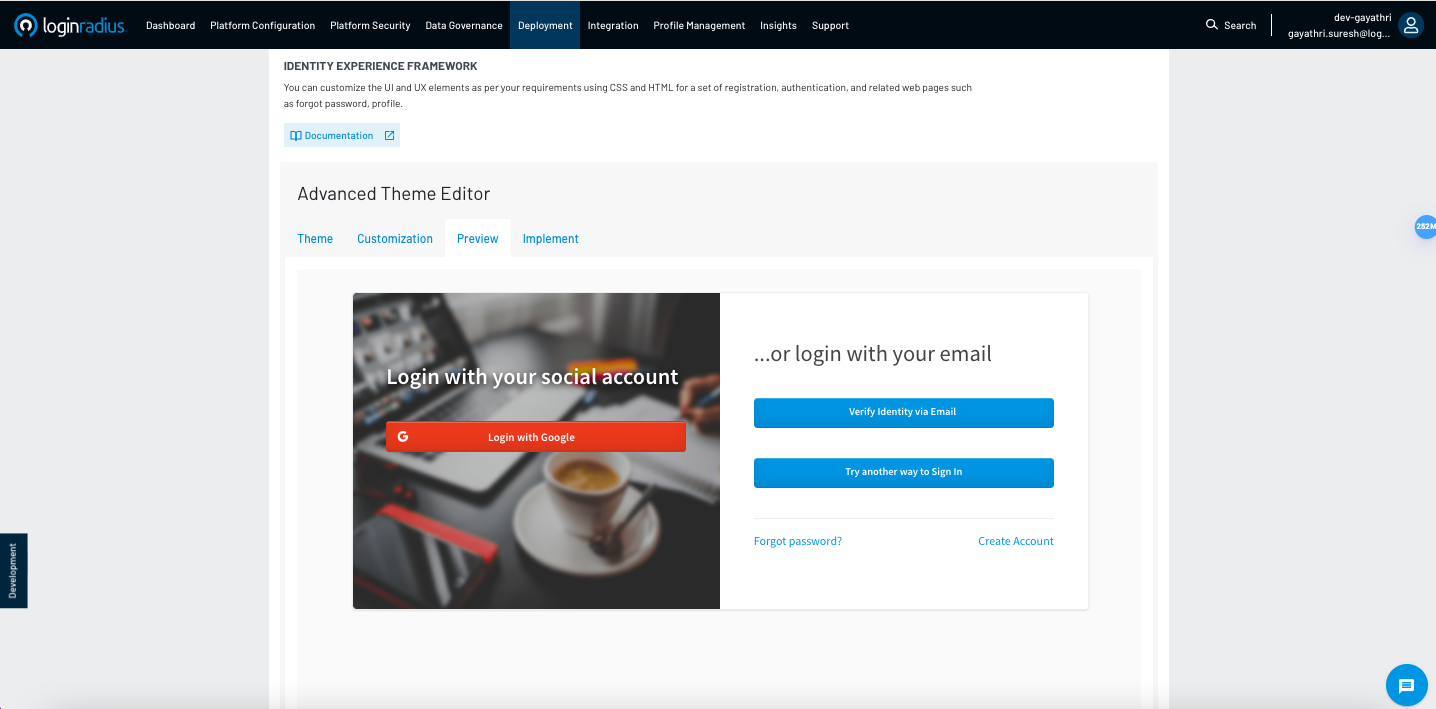 loginradius
Dashboard
Platform Configuration
Platform Security
Data Governance
Deployment
Integration
Profile Management
Insights
Support
Search
dev-gayathri
gayathri.suresh@log...
IDENTITY EXPERIENCE FRAMEWORK
You can customize the UI and UX elements as per your requirements using CSS and HTML for a set of registration, authentication, and related web pages such
as forgot password, profile.
Documentation
Advanced Theme Editor
Theme
Customization
Preview
Implement
252M
Login with your social account
Login with Google
...or login with your email
Verify Identity via Email
Try another way to Sign In
Forgot password?
Create Account
Development